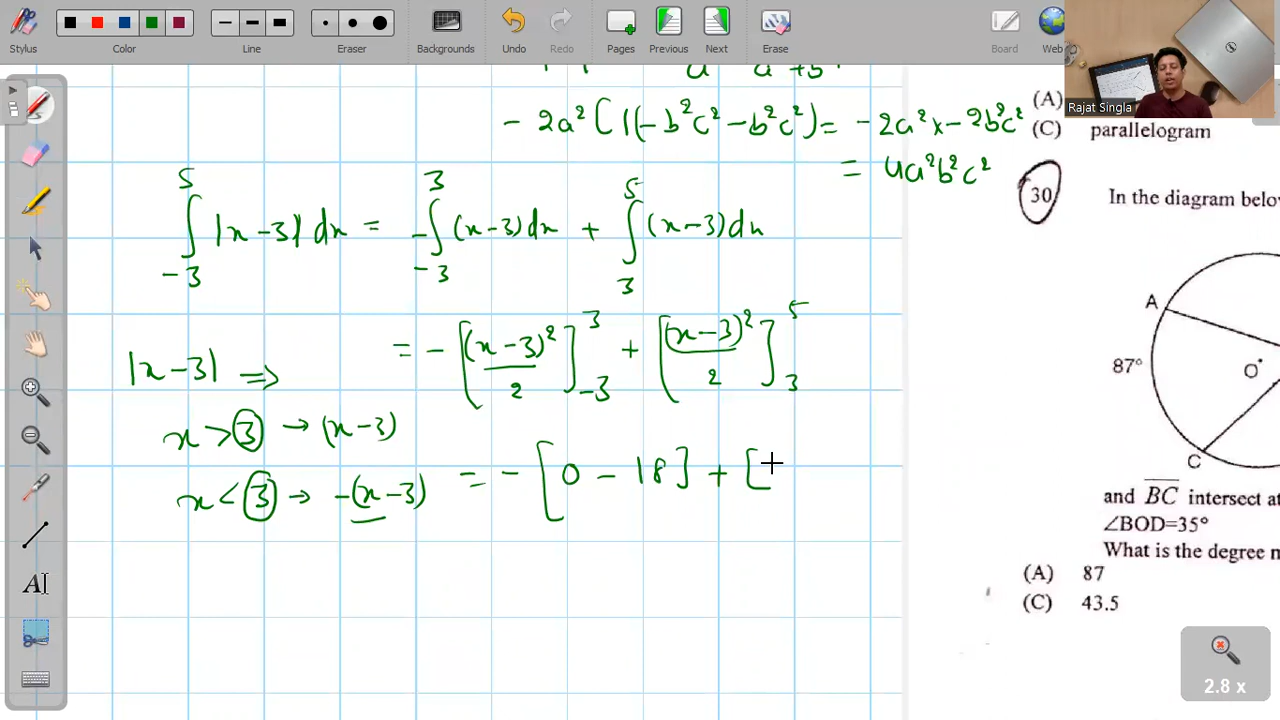 Stylus
Color
Line
Eraser
Backgrounds
Undo
Redo
Pages
Previous
Next
Erase
Board
Web
Rajat Singla
- 2a² (1(-b²c² - b²c²) = - 2a² x - 2b²c²
= 4a²b²c²
∫_{-3}^{5} |x-3| dx = -∫_{-3}^{3} (x-3)dx + ∫_{3}^{5} (x-3)dx
= - [(x-3)²/2]_{-3}^{3} + [(x-3)²/2]_{3}^{5}
|x-3| ⇒
x > 3 → (x-3)
x < 3 → -(x-3)
= - [0 - 18] + [
(A)
(C) parallelogram
30 In the diagram belo
A
87°
O
C
and BC intersect at
∠BOD=35°
What is the degree m
(A) 87
(C) 43.5
A
2.8 x